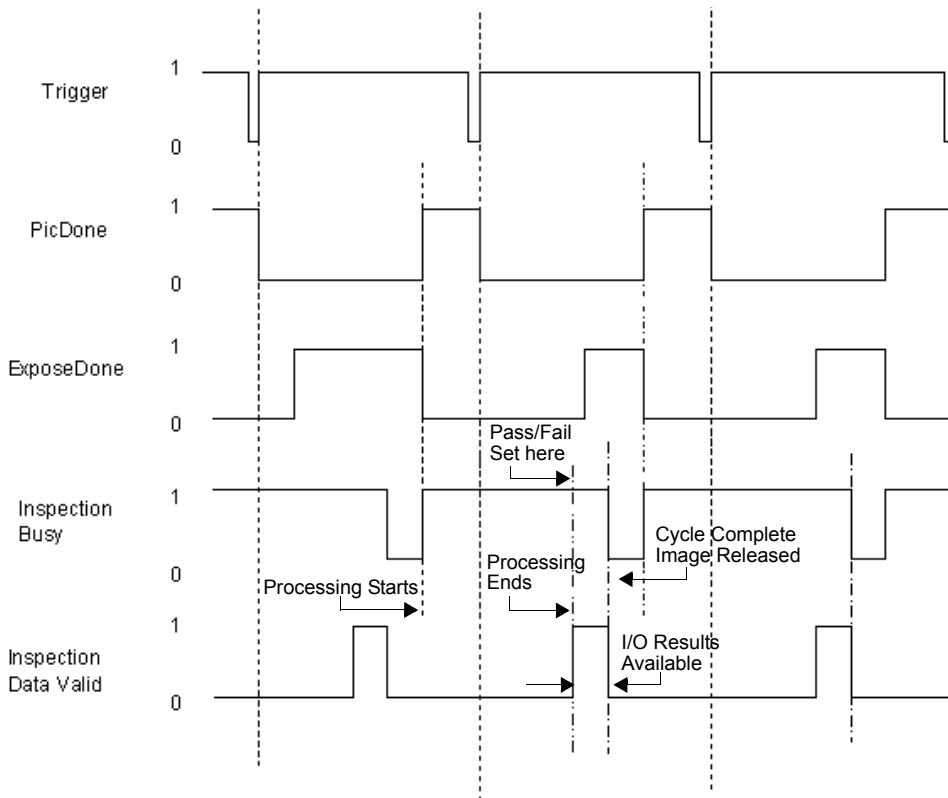 1
Trigger
0
1
PicDone
0
1
ExposeDone
0
Pass/Fail
Set here
1
Inspection
Busy
0
Cycle Complete
Image Released
Processing
Ends
Processing Starts
1
Inspection
Data Valid
0
I/O Results
Available